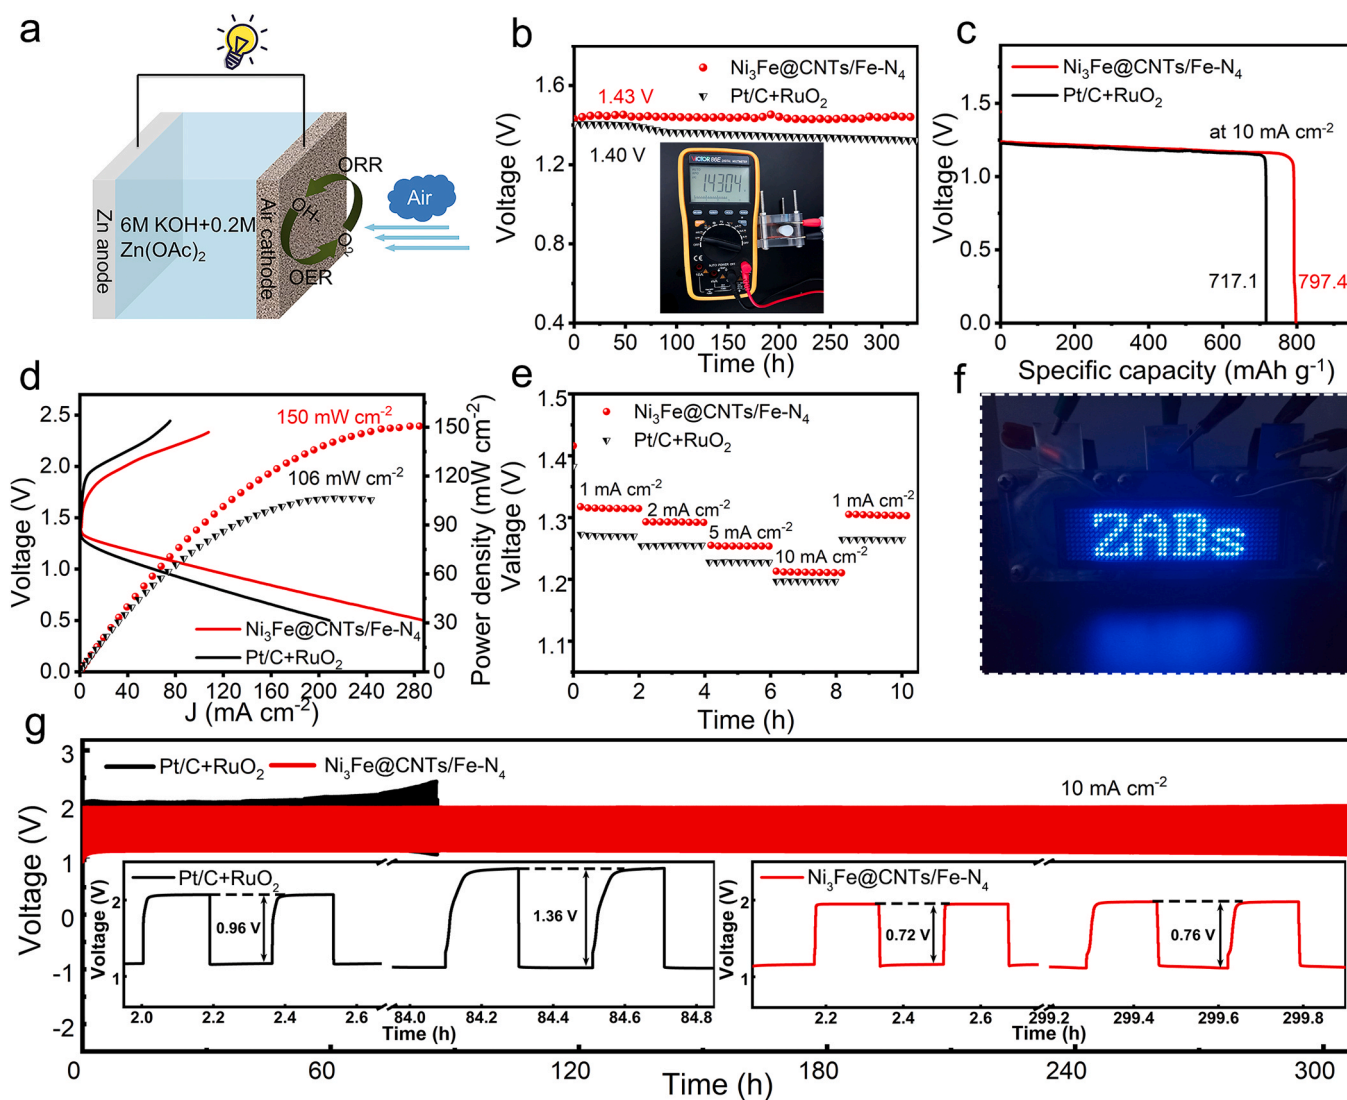 a
Zn anode
6M KOH+0.2M
Zn(OAc)₂
Air cathode
ORR
OH⁻
O₂
OER
Air
b
Voltage (V)
1.6
1.2
0.8
0.4
Ni₃Fe@CNTs/Fe-N₄
Pt/C+RuO₂
1.43 V
1.40 V
VICTOR 86E
1.4304
0 50 100 150 200 250 300
Time (h)
c
Voltage (V)
1.5
1.0
0.5
0.0
Ni₃Fe@CNTs/Fe-N₄
Pt/C+RuO₂
at 10 mA cm⁻²
717.1
797.4
0 200 400 600 800
Specific capacity (mAh g⁻¹)
d
Voltage (V)
2.5
2.0
1.5
1.0
0.5
0.0
150 mW cm⁻²
106 mW cm⁻²
Ni₃Fe@CNTs/Fe-N₄
Pt/C+RuO₂
150
120
90
60
30
0
Power density (mW cm⁻²)
0 40 80 120 160 200 240 280
J (mA cm⁻²)
e
Valtage (V)
1.5
1.4
1.3
1.2
1.1
Ni₃Fe@CNTs/Fe-N₄
Pt/C+RuO₂
1 mA cm⁻²
2 mA cm⁻²
5 mA cm⁻²
10 mA cm⁻²
1 mA cm⁻²
0 2 4 6 8 10
Time (h)
f
ZABs
g
Voltage (V)
3
2
1
0
-1
-2
Pt/C+RuO₂
Ni₃Fe@CNTs/Fe-N₄
10 mA cm⁻²
Voltage (V)
2
1
Pt/C+RuO₂
0.96 V
1.36 V
2.0 2.2 2.4 2.6 84.0 84.2 84.4 84.6 84.8
Time (h)
Voltage (V)
2
1
Ni₃Fe@CNTs/Fe-N₄
0.72 V
0.76 V
2.2 2.4 2.6 299.2 299.4 299.6 299.8
Time (h)
0 60 120 180 240 300
Time (h)